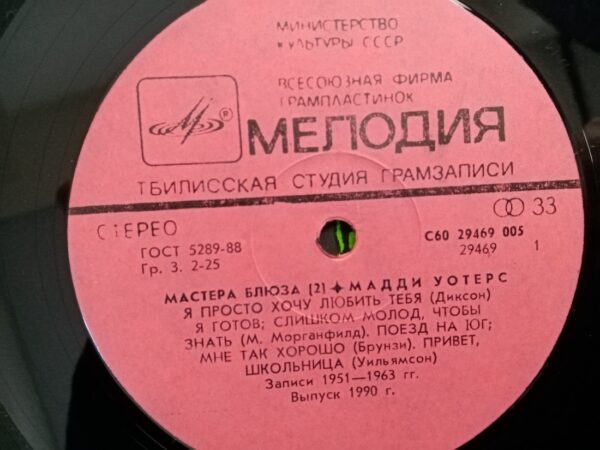 МИНИСТЕРСТВО
КУЛЬТУРЫ СССР
ВСЕСОЮЗНАЯ ФИРМА
ГРАМПЛАСТИНОК
®
МЕЛОДИЯ
ТБИЛИССКАЯ СТУДИЯ ГРАМЗАПИСИ
СТЕРЕО
33
ГОСТ 5289-88
С60 29469 005
Гр. 3. 2-25
29469 1
МАСТЕРА БЛЮЗА (2) ✦ МАДДИ УОТЕРС
Я ПРОСТО ХОЧУ ЛЮБИТЬ ТЕБЯ (Диксон)
Я ГОТОВ; СЛИШКОМ МОЛОД, ЧТОБЫ
ЗНАТЬ (М. Морганфилд). ПОЕЗД НА ЮГ;
МНЕ ТАК ХОРОШО (Брунзи). ПРИВЕТ,
ШКОЛЬНИЦА (Уильямсон)
Записи 1951—1963 гг.
Выпуск 1990 г.